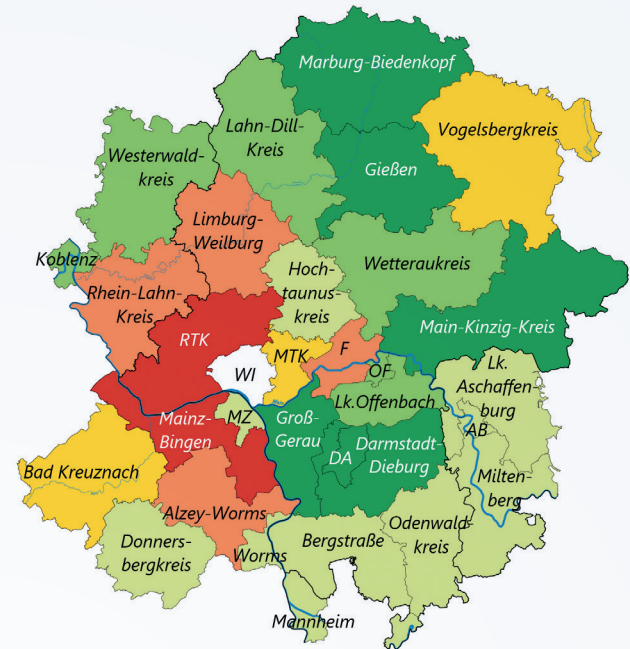 Marburg-Biedenkopf
Vogelsbergkreis
Lahn-Dill-
Kreis
Westerwald-
kreis
Gießen
Limburg-
Weilburg
Koblenz
Hoch-
taunus-
kreis
Wetteraukreis
Rhein-Lahn-
Kreis
Main-Kinzig-Kreis
RTK
MTK
F
WI
OF
Lk.
Aschaffen-
burg
Lk.Offenbach
MZ
Mainz-
Bingen
Groß-
Gerau
AB
Darmstadt-
Dieburg
DA
Bad Kreuznach
Milten-
berg
Alzey-Worms
Odenwald-
kreis
Donners-
bergkreis
Worms
Bergstraße
Mannheim